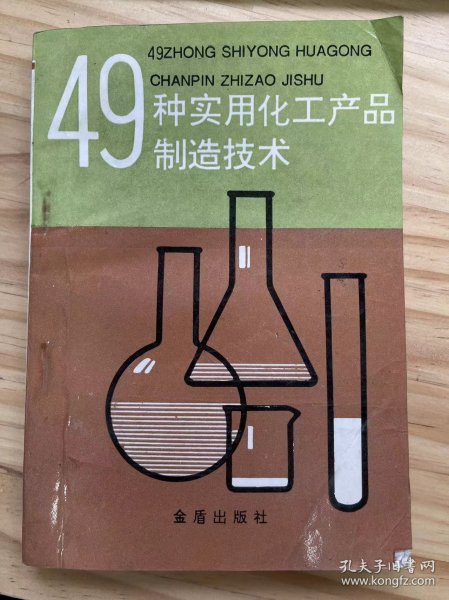 49ZHONG SHIYONG HUAGONG
CHANPIN ZHIZAO JISHU
49种实用化工产品
制造技术
金盾出版社
孔夫子旧书网
www.kongfz.com